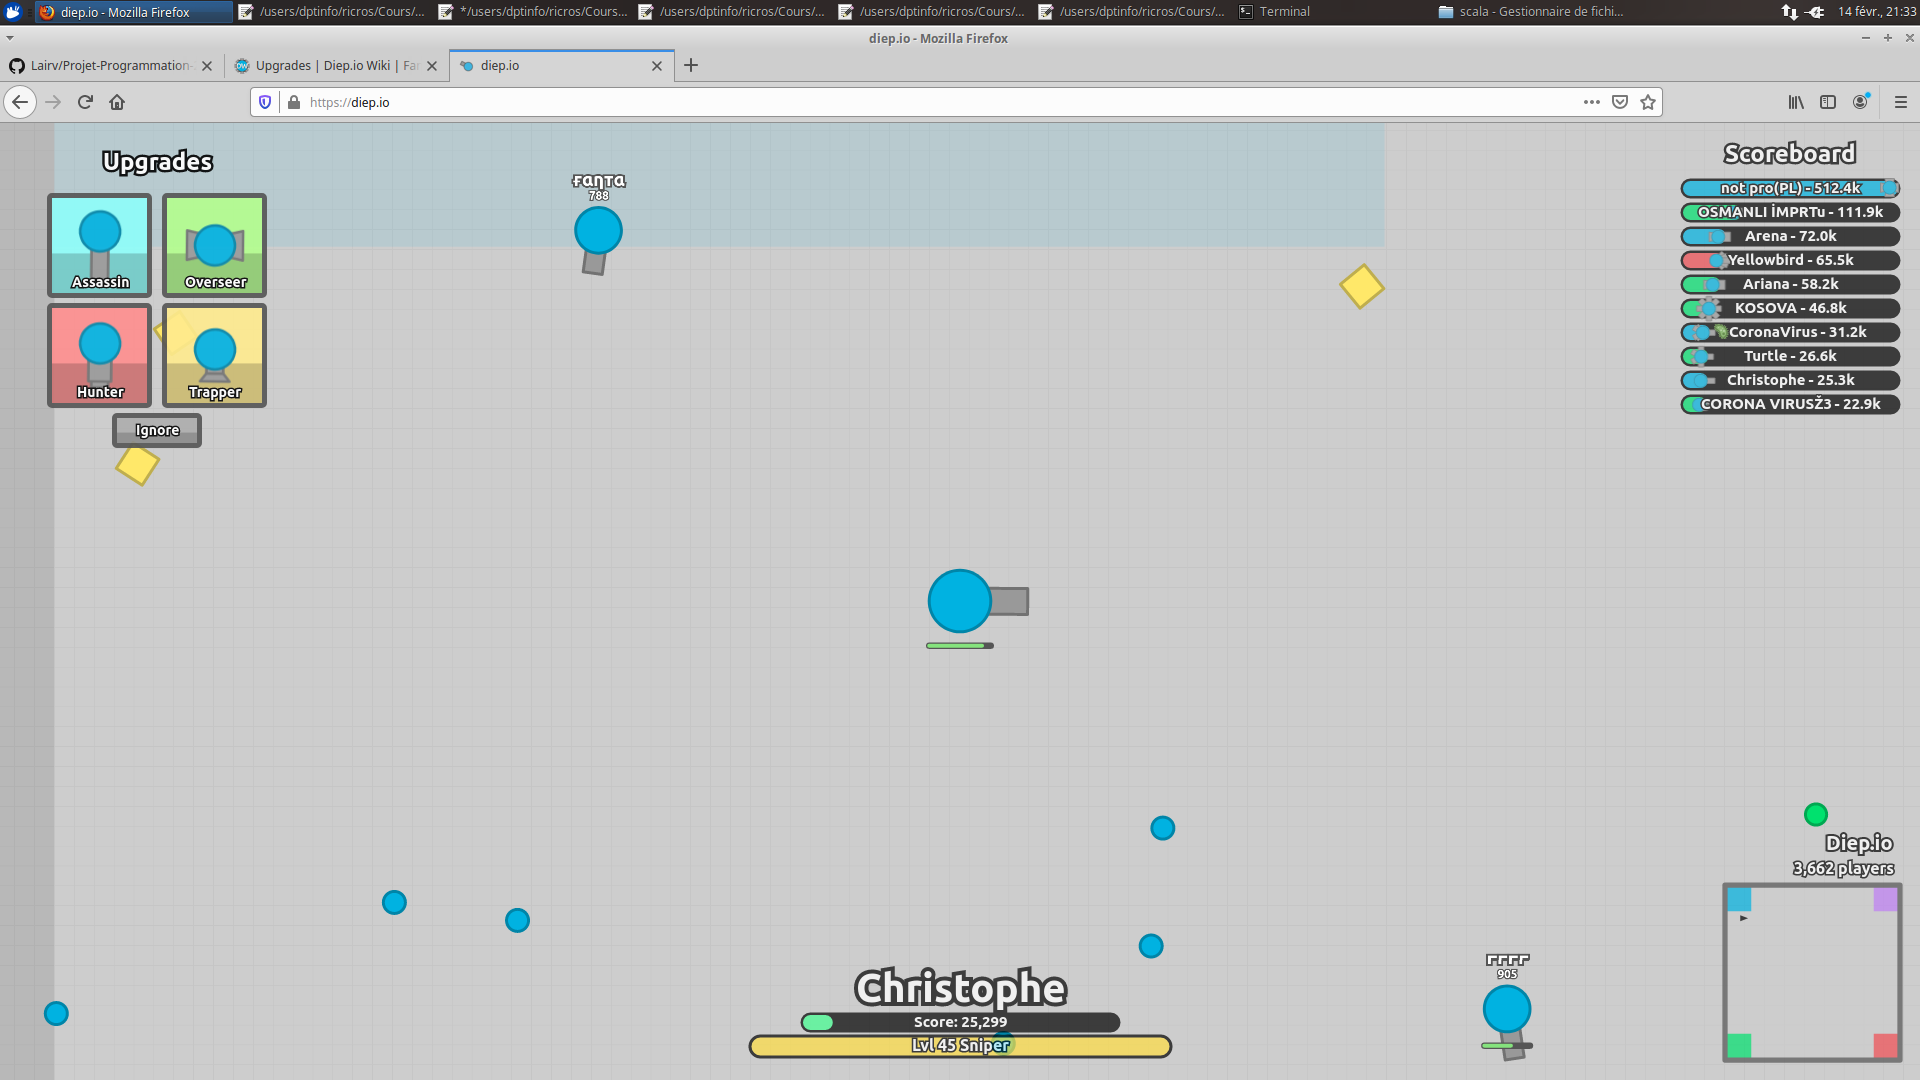 diep.io - Mozilla Firefox
/users/dptinfo/ricros/Cours/...
*/users/dptinfo/ricros/Cours...
/users/dptinfo/ricros/Cours/...
/users/dptinfo/ricros/Cours/...
/users/dptinfo/ricros/Cours/...
Terminal
scala - Gestionnaire de fichi...
14 févr., 21:33
diep.io - Mozilla Firefox
Lairv/Projet-Programmation-
Upgrades | Diep.io Wiki | Fa
diep.io
https://diep.io
Upgrades
Assassin
Overseer
Hunter
Trapper
Ignore
788
Scoreboard
not pro(PL) - 512.4k
OSMANLI İMPRTu - 111.9k
Arena - 72.0k
Yellowbird - 65.5k
Ariana - 58.2k
KOSOVA - 46.8k
CoronaVirus - 31.2k
Turtle - 26.6k
Christophe - 25.3k
CORONA VIRUSŽ3 - 22.9k
Diep.io
3,662 players
905
Christophe
Score: 25,299
Lvl 45 Sniper